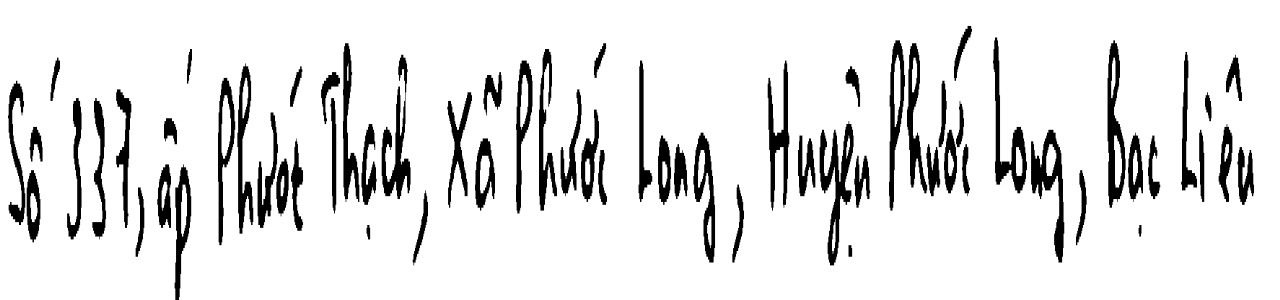 Số 337, ấp Phước Thạch, Xã Phước Long, Huyện Phước Long, Bạc Liêu